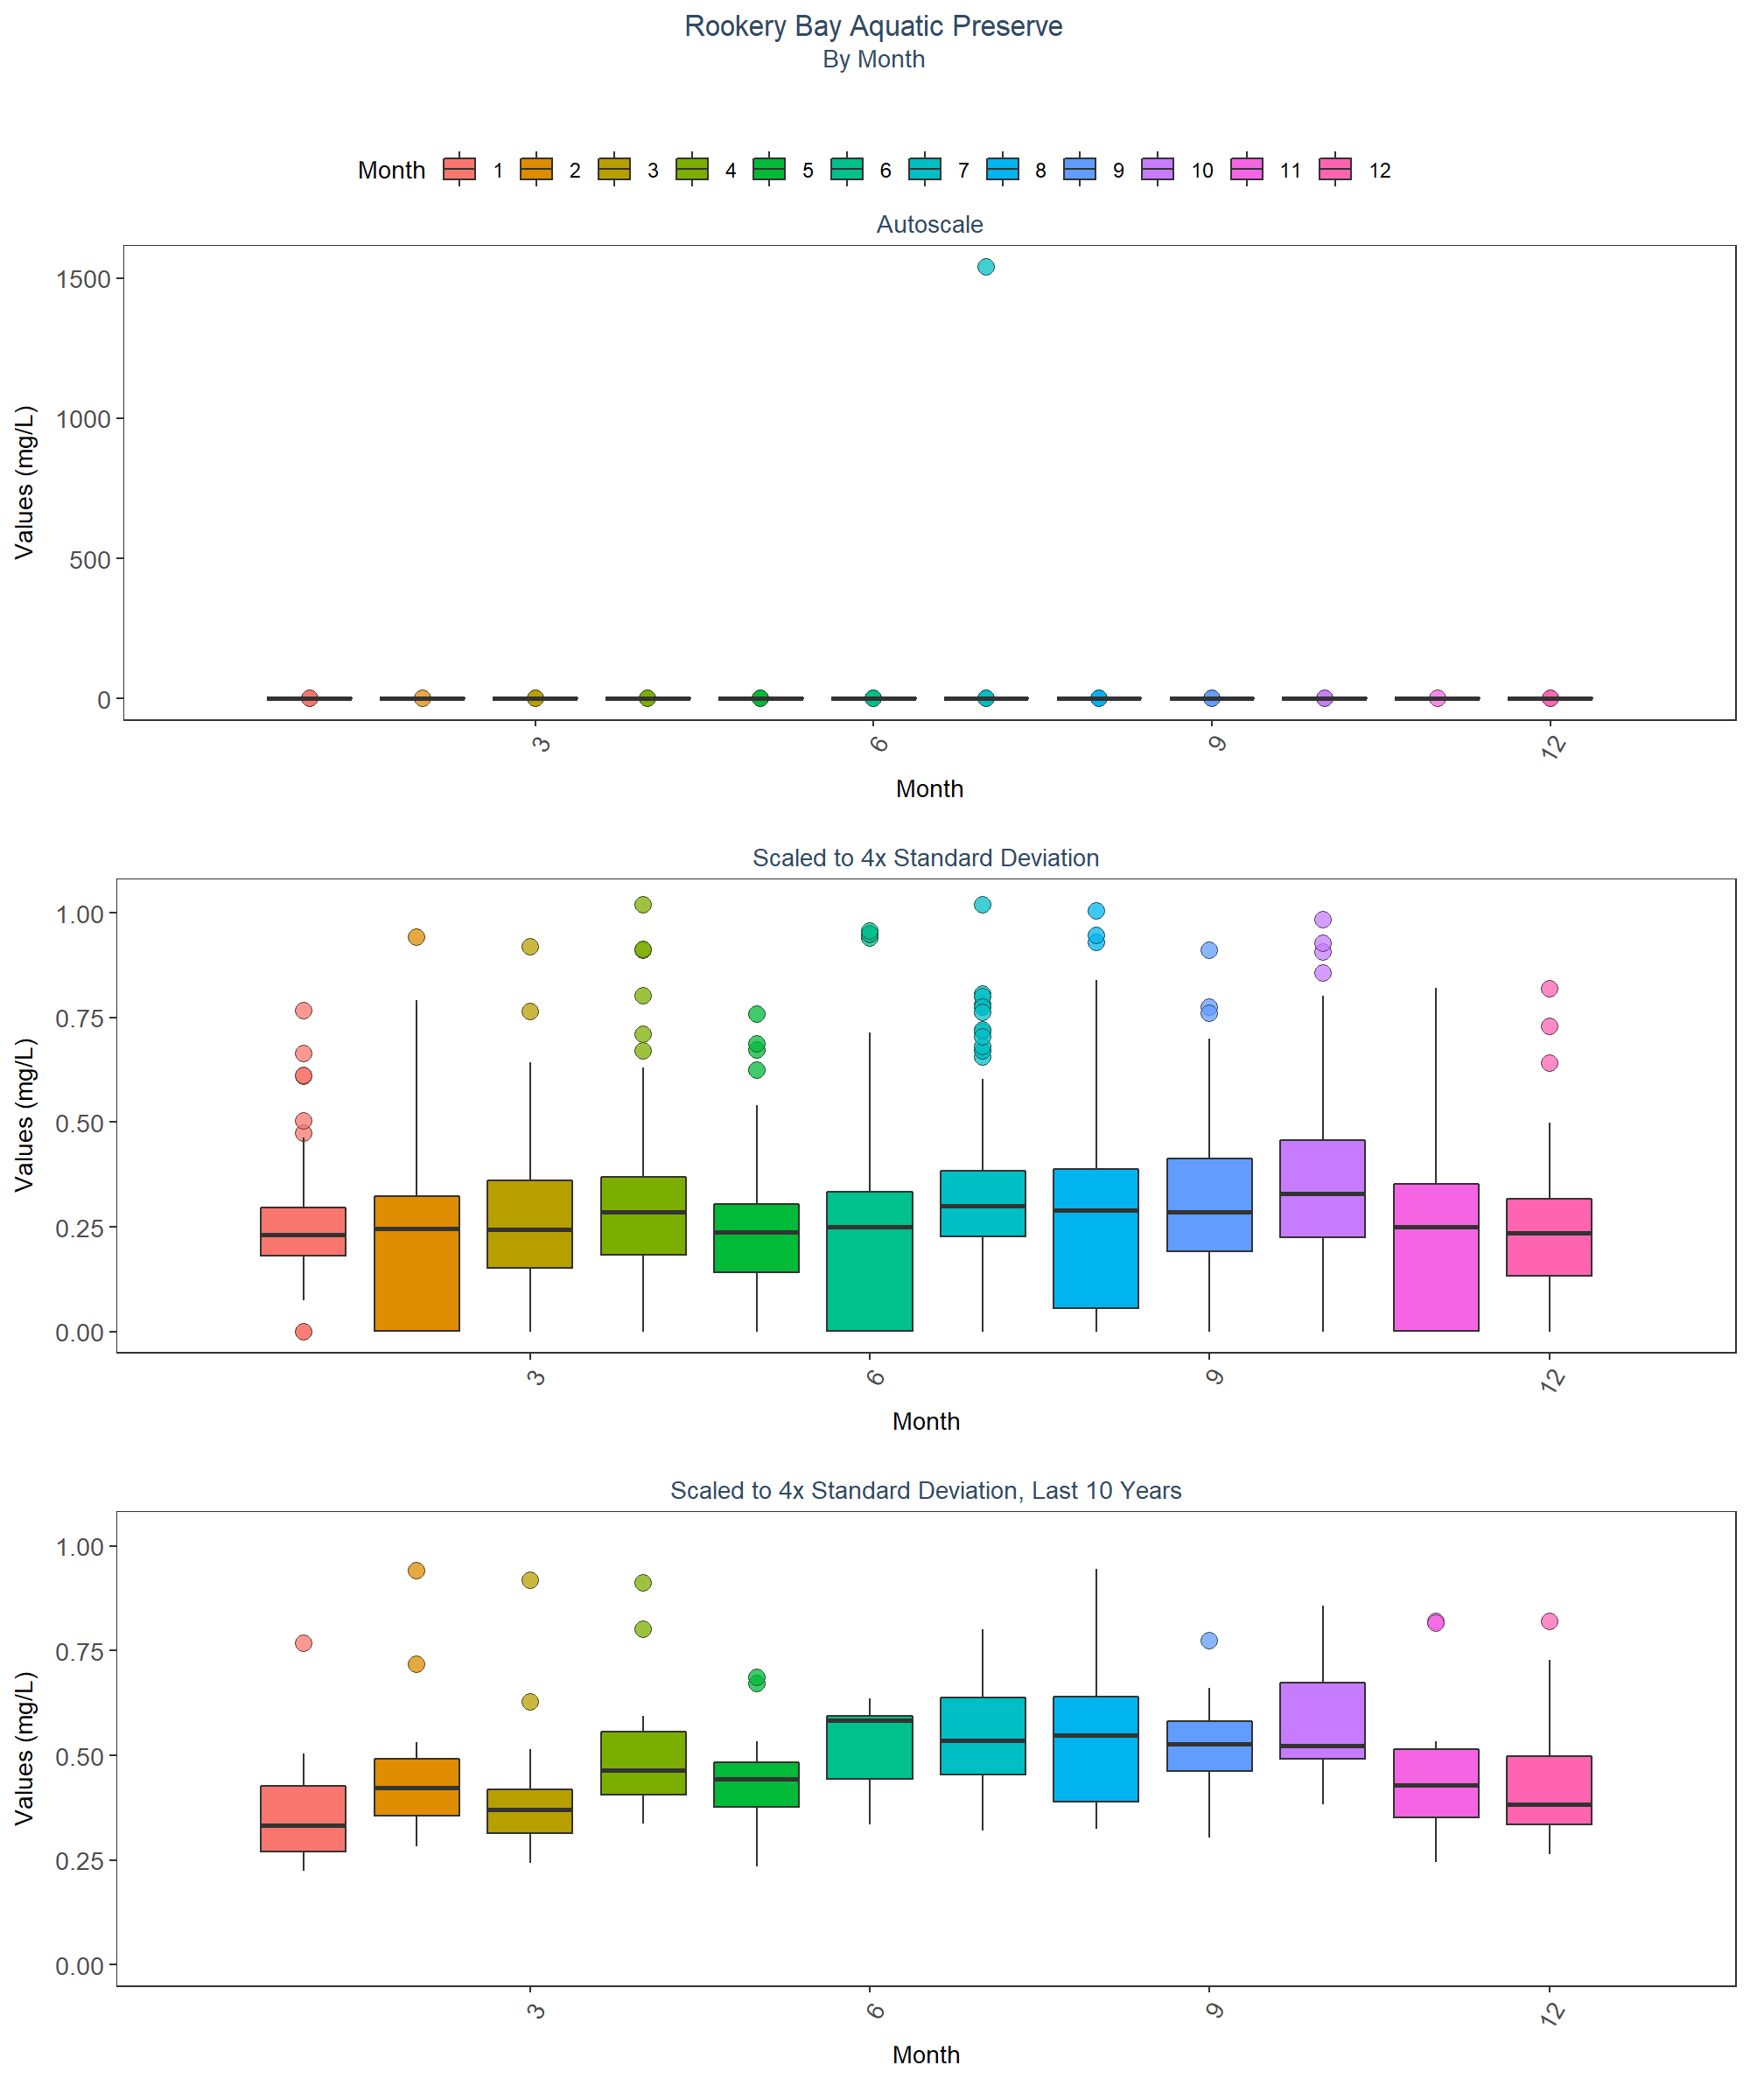 Rookery Bay Aquatic Preserve
By Month
Month 1 2 3 4 5 6 7 8 9 10 11 12
Autoscale
Values (mg/L)
1500
1000
500
0
3 6 9 12
Month
Scaled to 4x Standard Deviation
Values (mg/L)
1.00
0.75
0.50
0.25
0.00
3 6 9 12
Month
Scaled to 4x Standard Deviation, Last 10 Years
Values (mg/L)
1.00
0.75
0.50
0.25
0.00
3 6 9 12
Month